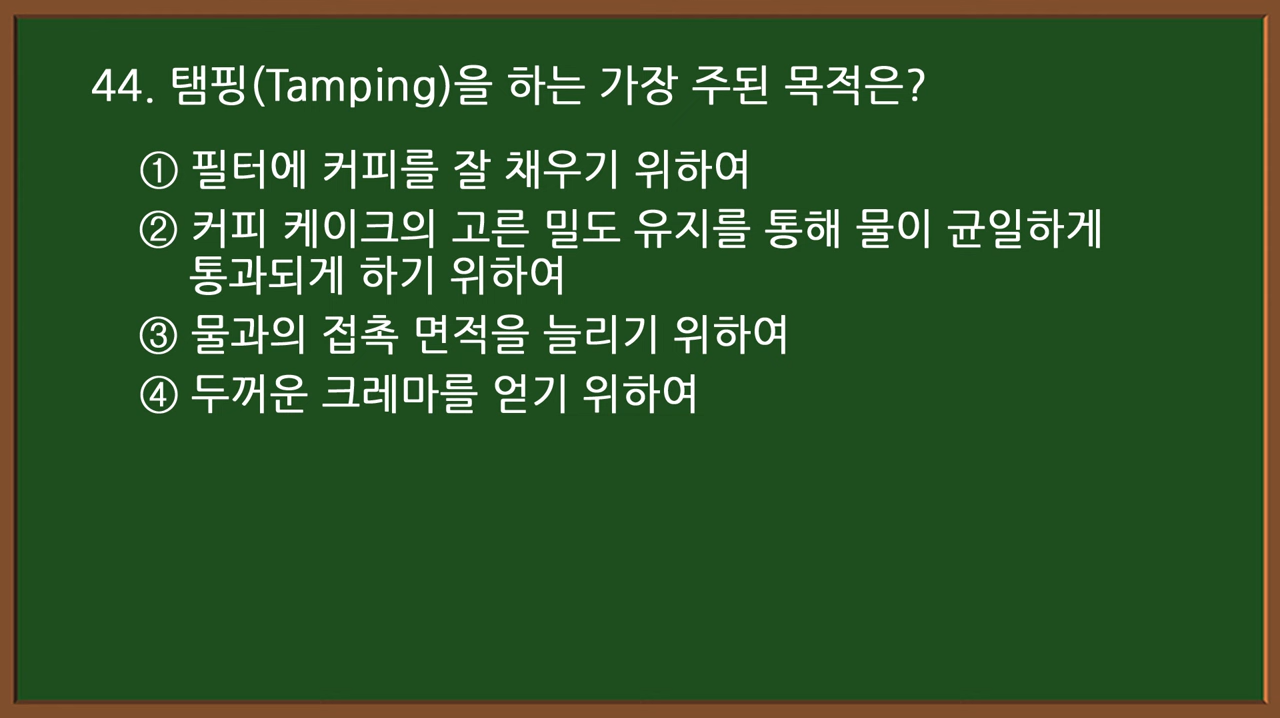 44. 탬핑(Tamping)을 하는 가장 주된 목적은?
① 필터에 커피를 잘 채우기 위하여
② 커피 케이크의 고른 밀도 유지를 통해 물이 균일하게
통과되게 하기 위하여
③ 물과의 접촉 면적을 늘리기 위하여
④ 두꺼운 크레마를 얻기 위하여